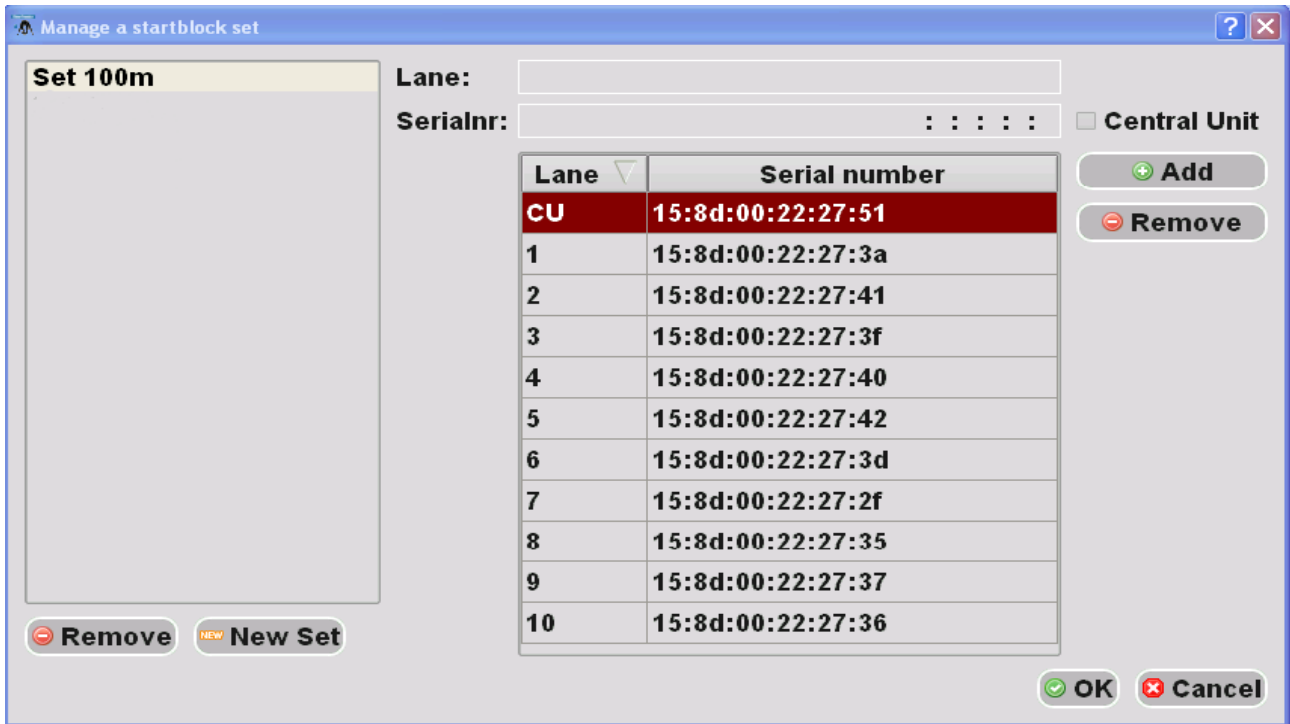 Manage a startblock set
Set 100m
Lane:
Serialnr: : : : : :
Central Unit
Lane Serial number
Add
Remove
CU 15:8d:00:22:27:51
1 15:8d:00:22:27:3a
2 15:8d:00:22:27:41
3 15:8d:00:22:27:3f
4 15:8d:00:22:27:40
5 15:8d:00:22:27:42
6 15:8d:00:22:27:3d
7 15:8d:00:22:27:2f
8 15:8d:00:22:27:35
9 15:8d:00:22:27:37
10 15:8d:00:22:27:36
Remove NEW New Set
OK Cancel